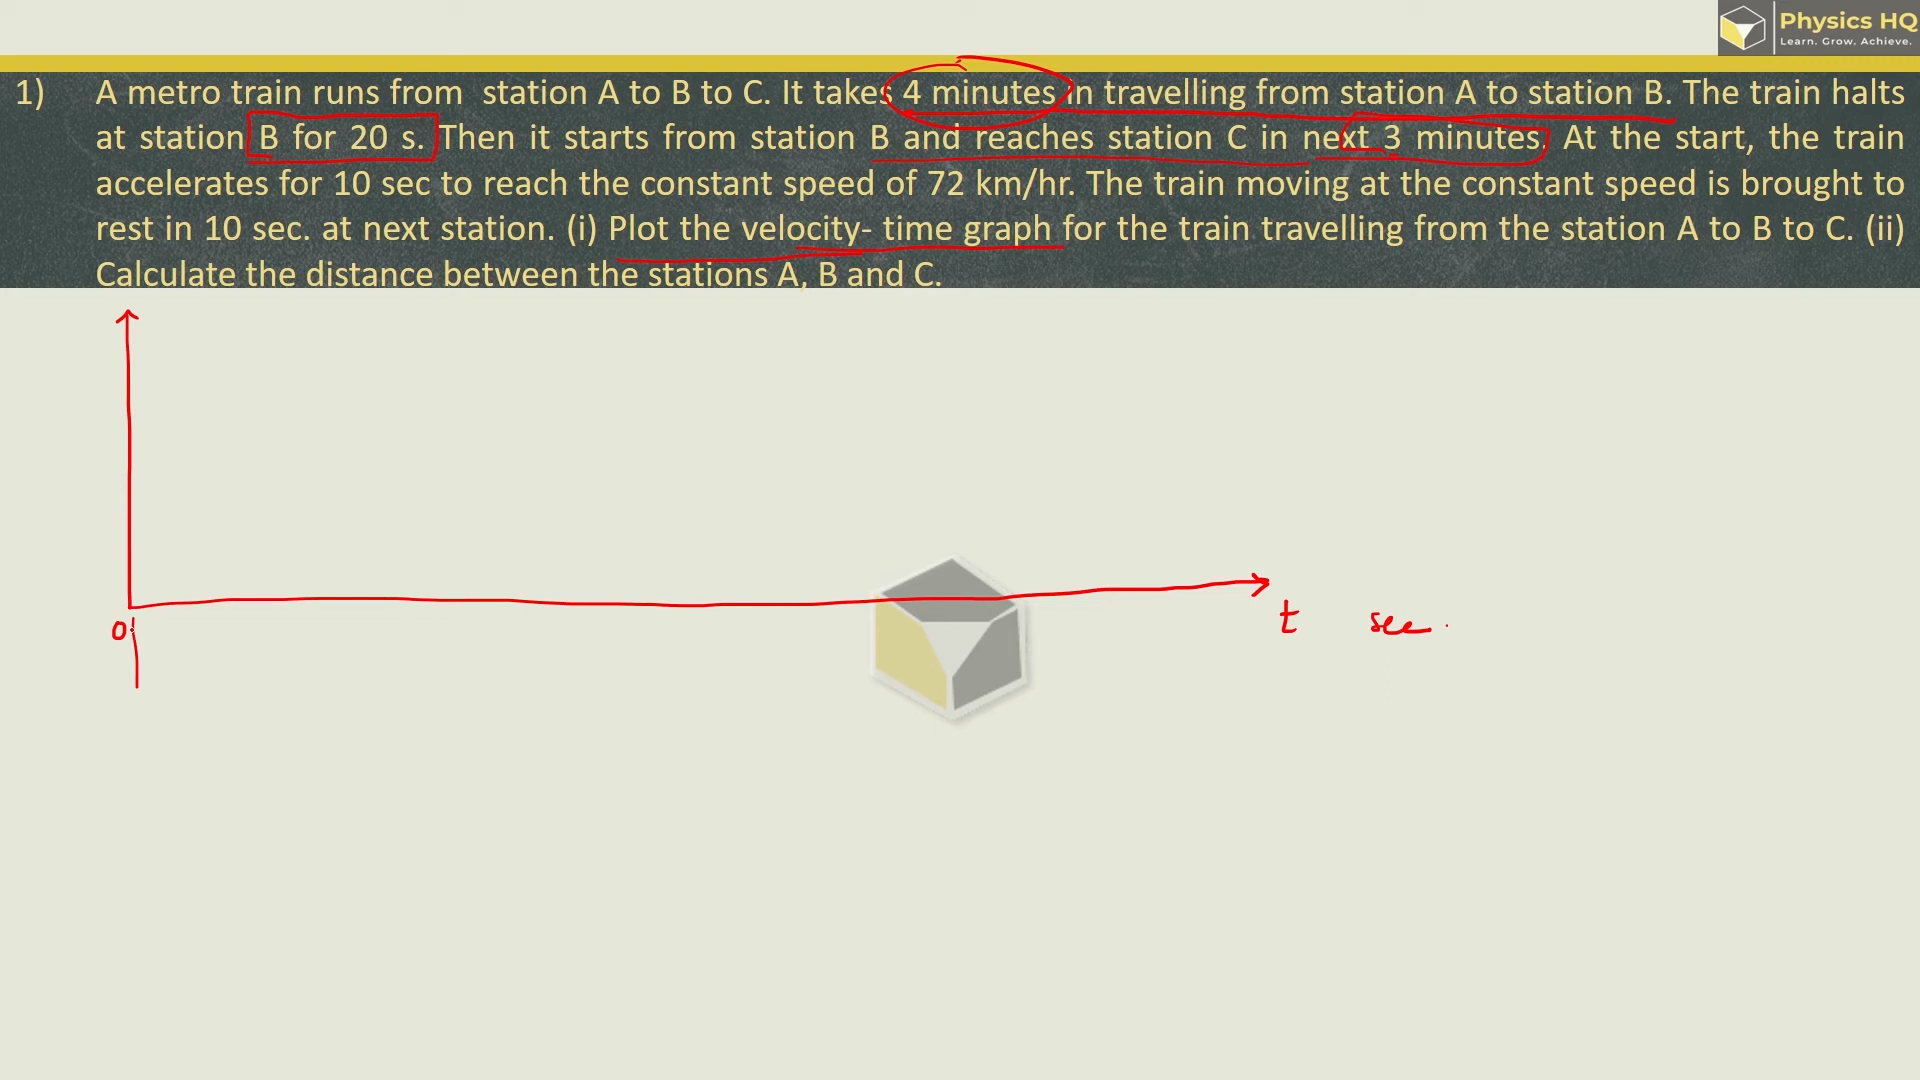 Physics HQ
Learn. Grow. Achieve.
1) A metro train runs from station A to B to C. It takes 4 minutes in travelling from station A to station B. The train halts
at station B for 20 s. Then it starts from station B and reaches station C in next 3 minutes. At the start, the train
accelerates for 10 sec to reach the constant speed of 72 km/hr. The train moving at the constant speed is brought to
rest in 10 sec. at next station. (i) Plot the velocity- time graph for the train travelling from the station A to B to C. (ii)
Calculate the distance between the stations A, B and C.
0
t sec.